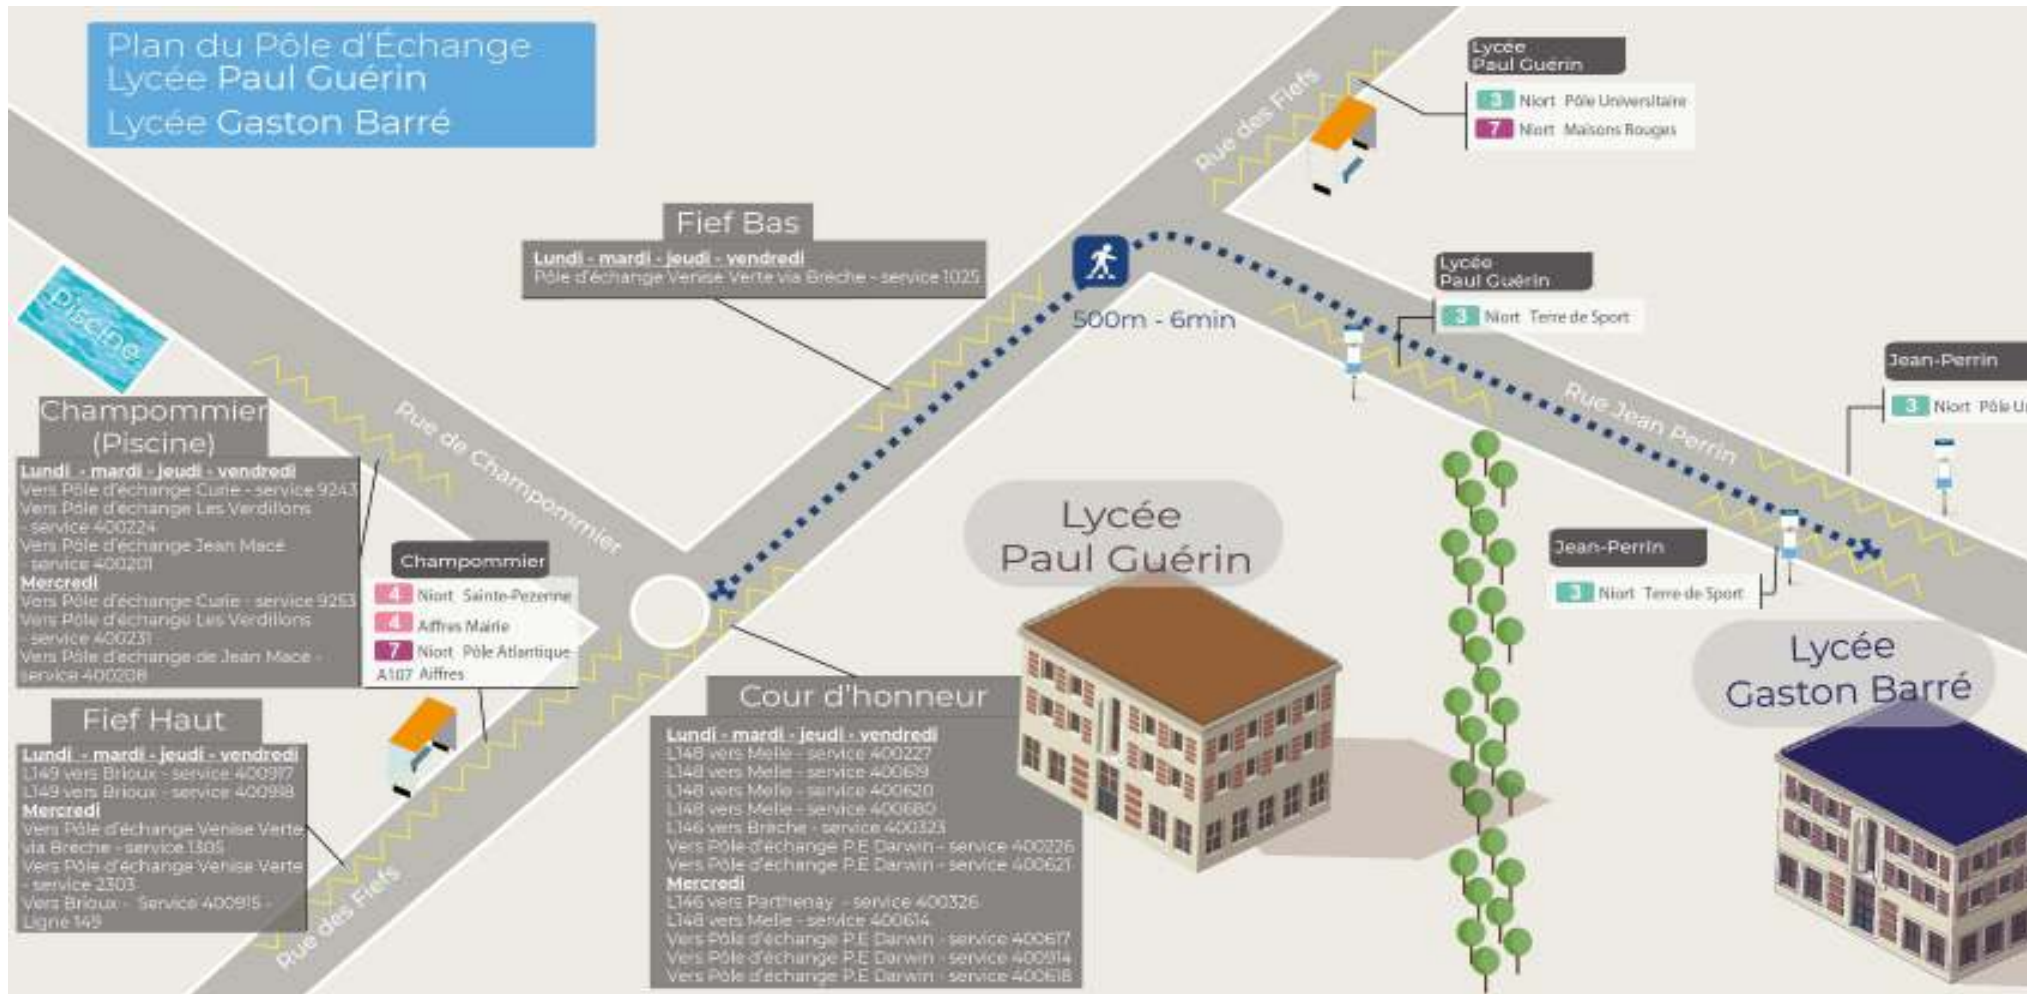 Plan du Pôle d'Échange
Lycée Paul Guérin
Lycée Gaston Barré
Rue des Fiefs
Lycée
Paul Guérin
3 Niort Pôle Universitaire
7 Niort Maisons Rouges
Fief Bas
Lundi - mardi - jeudi - vendredi
Pôle d'échange Venise Verte via Brèche - service 1025
500m - 6min
Lycée
Paul Guérin
3 Niort Terre de Sport
Rue Jean Perrin
Jean-Perrin
3 Niort Pôle U
Piscine
Rue de Champommier
Champommier
(Piscine)
Lundi - mardi - jeudi - vendredi
Vers Pôle d'échange Curie - service 9243
Vers Pôle d'échange Les Verdillons
- service 400224
Vers Pôle d'échange Jean Macé
- service 400201
Mercredi
Vers Pôle d'échange Curie - service 9253
Vers Pôle d'échange Les Verdillons
- service 400231
Vers Pôle d'échange de Jean Macé -
service 400208
Champommier
4 Niort Sainte-Pezenne
4 Aiffres Mairie
7 Niort Pôle Atlantique
A107 Aiffres
Lycée
Paul Guérin
Jean-Perrin
3 Niort Terre de Sport
Lycée
Gaston Barré
Fief Haut
Lundi - mardi - jeudi - vendredi
L149 vers Brioux - service 400917
L149 vers Brioux - service 400918
Mercredi
Vers Pôle d'échange Venise Verte
via Brèche - service 1305
Vers Pôle d'échange Venise Verte
- service 2303
Vers Brioux - Service 400915 -
Ligne 149
Rue des Fiefs
Cour d'honneur
Lundi - mardi - jeudi - vendredi
L148 vers Melle - service 400227
L148 vers Melle - service 400619
L148 vers Melle - service 400620
L148 vers Melle - service 400680
L146 vers Brèche - service 400323
Vers Pôle d'échange P.E Darwin - service 400226
Vers Pôle d'échange P.E Darwin - service 400621
Mercredi
L146 vers Parthenay - service 400326
L148 vers Melle - service 400614
Vers Pôle d'échange P.E Darwin - service 400617
Vers Pôle d'échange P.E Darwin - service 400914
Vers Pôle d'échange P.E Darwin - service 400618